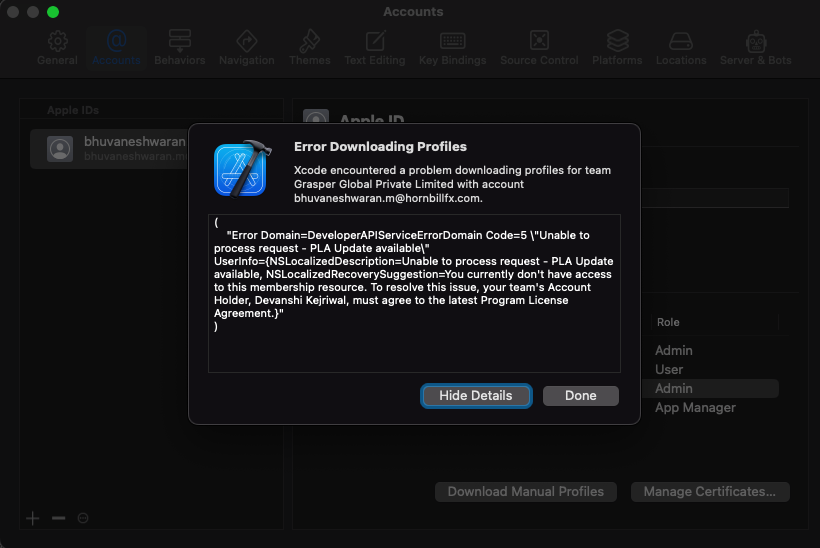 Accounts
General
Accounts
Behaviors
Navigation
Themes
Text Editing
Key Bindings
Source Control
Platforms
Locations
Server & Bots
Apple IDs
bhuvaneshwaran
bhuvaneshwaran.m
Apple ID
Error Downloading Profiles
Xcode encountered a problem downloading profiles for team
Grasper Global Private Limited with account
bhuvaneshwaran.m@hornbillfx.com.
(
"Error Domain=DeveloperAPIServiceErrorDomain Code=5 \"Unable to
process request - PLA Update available\"
UserInfo={NSLocalizedDescription=Unable to process request - PLA Update
available, NSLocalizedRecoverySuggestion=You currently don't have access
to this membership resource. To resolve this issue, your team's Account
Holder, Devanshi Kejriwal, must agree to the latest Program License
Agreement.}"
)
Hide Details
Done
Role
Admin
User
Admin
App Manager
Download Manual Profiles
Manage Certificates...